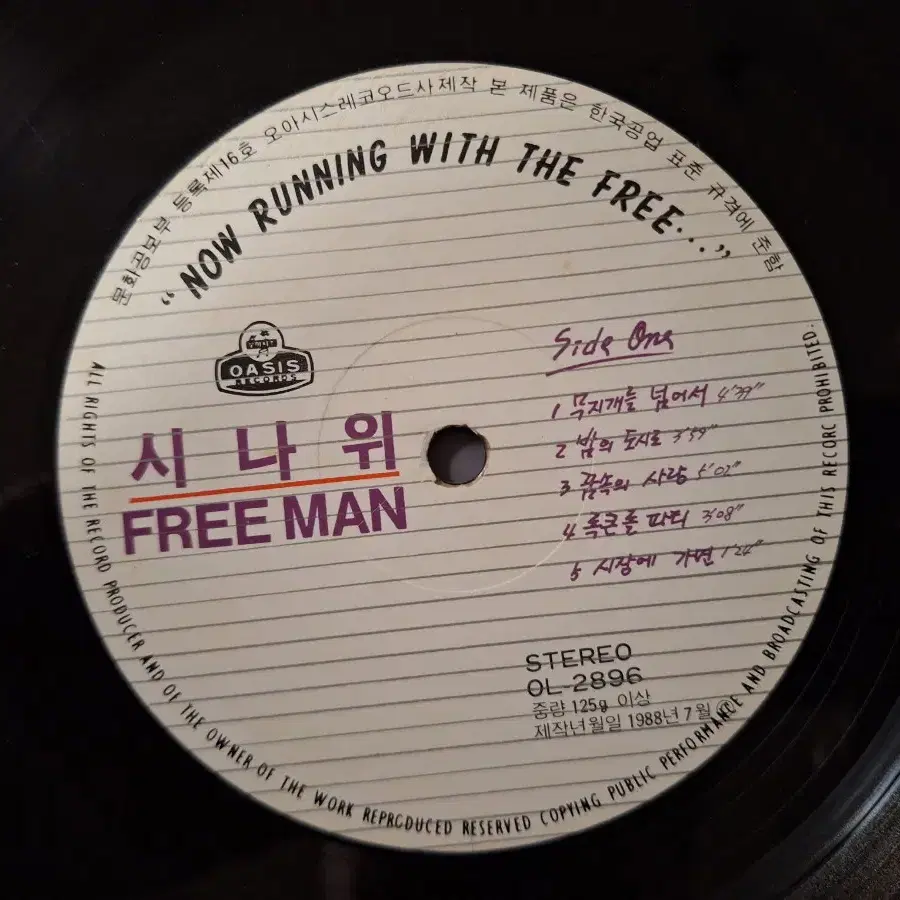 문화공보부 등록제16호 오아시스레코오드사제작 본 제품은 한국공업 표준 규격에 준함
“NOW RUNNING WITH THE FREE···”
OASIS
RECORDS
시나위
FREE MAN
Side One
1 무지개를 넘어서 4'39"
2 밤의 도시로 3'59"
3 꿈속의 사랑 5'02"
4 록큰롤 파티 3'08"
5 시장에 가면 1'24"
STEREO
OL-2896
중량 125g 이상
제작년월일 1988년 7월
ALL RIGHTS OF THE RECORD PRODUCER AND OF THE OWNER OF THE WORK REPRODUCED RESERVED COPYING PUBLIC PERFORMANCE AND BROADCASTING OF THIS RECORC PROHIBITED.